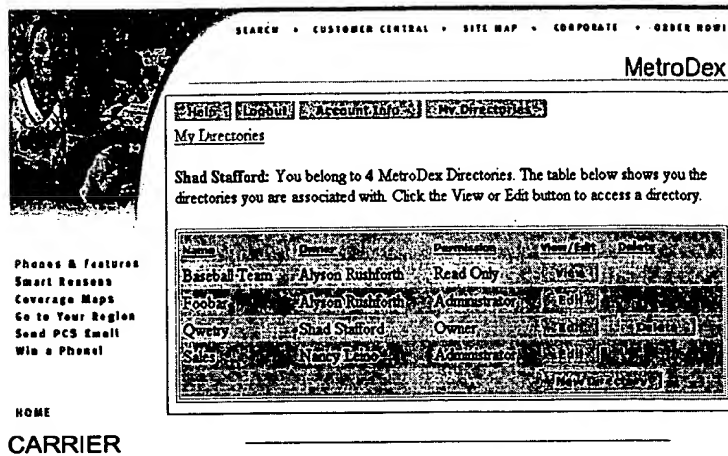 SEARCH • CUSTOMER CENTRAL • SITE MAP • CORPORATE • ORDER NOW!
MetroDex
Help Logout Account Info My Directories
My Directories
Shad Stafford: You belong to 4 MetroDex Directories. The table below shows you the
directories you are associated with. Click the View or Edit button to access a directory.
Name Owner Permission View/Edit Delete
Baseball Team Alyson Rushforth Read Only View
Foobar Alyson Rushforth Administrator Edit
Qwetry Shad Stafford Owner Edit Delete
Sales Nancy Administrator Edit
New Directory
Phones & Features
Smart Reasons
Coverage Maps
Go to Your Region
Send PCS Email
Win a Phone!
HOME
CARRIER